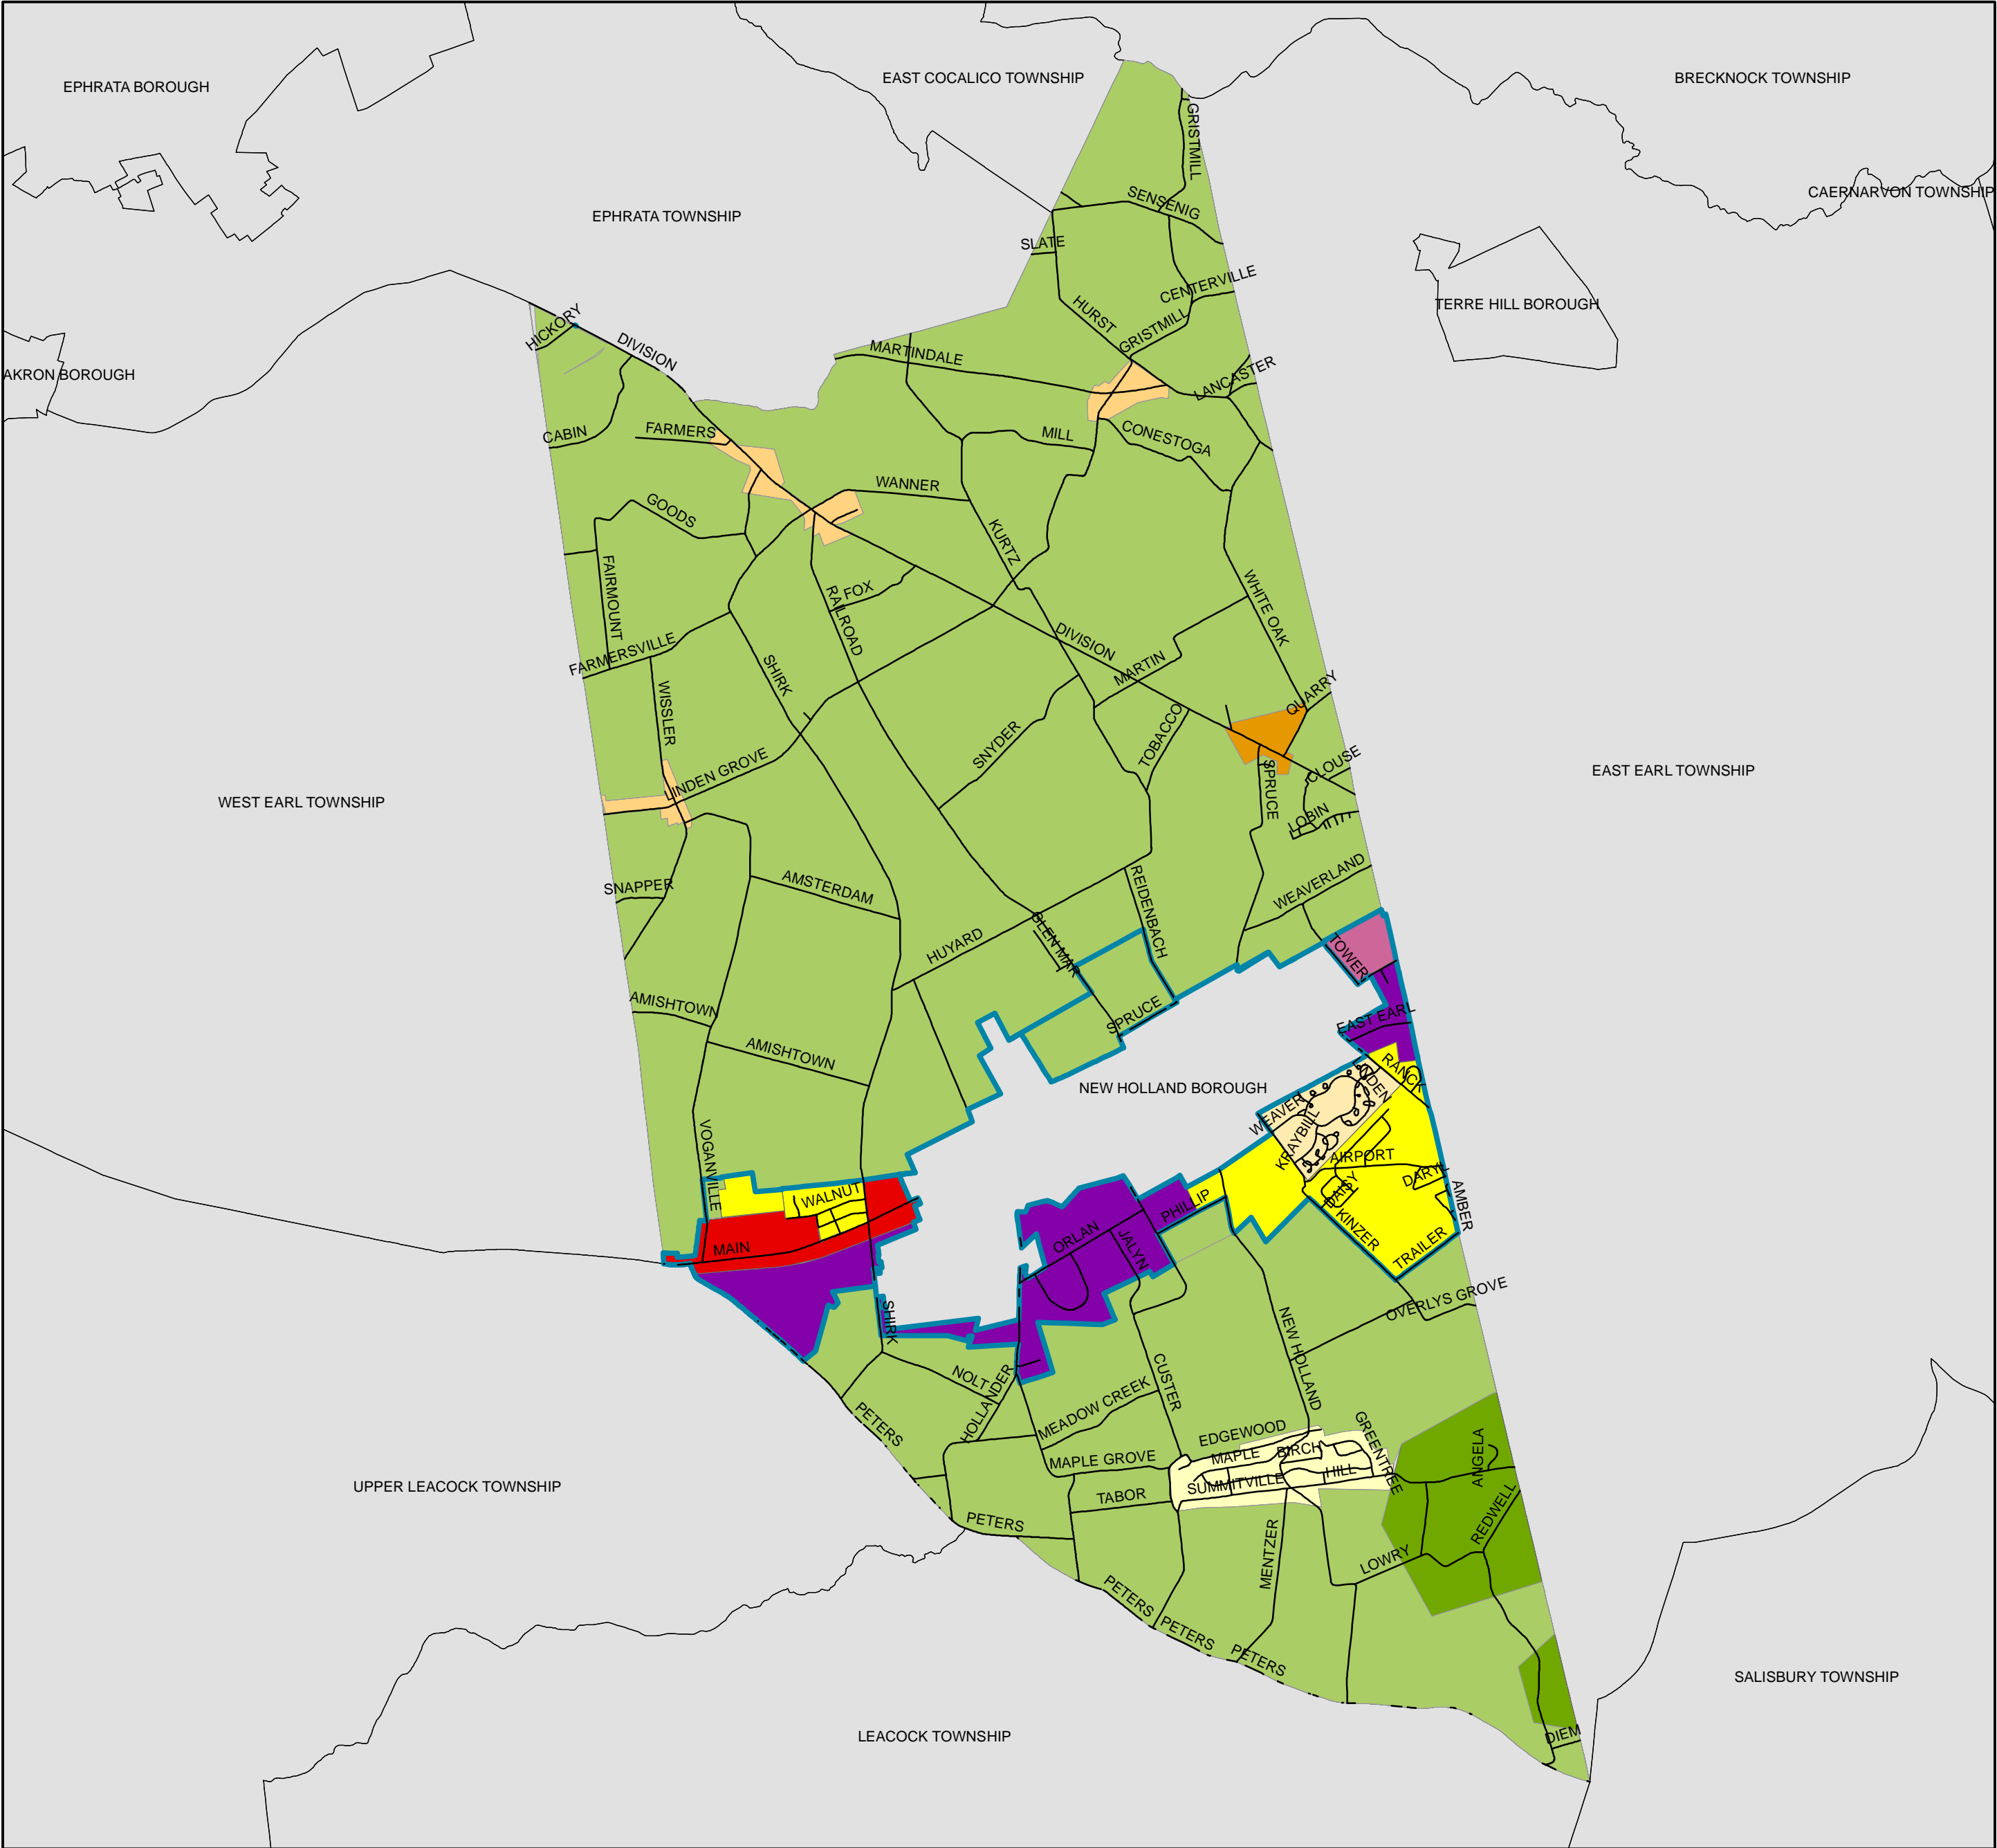 EPHRATA BOROUGH
EAST COCALICO TOWNSHIP
BRECKNOCK TOWNSHIP
GRISTMILL
CAERNARVON TOWNSHIP
SENSENIG
EPHRATA TOWNSHIP
SLATE
CENTERVILLE
TERRE HILL BOROUGH
HURST
GRISTMILL
HICKORY
DIVISION
MARTINDALE
AKRON BOROUGH
LANCASTER
CABIN
FARMERS
MILL
CONESTOGA
WANNER
GOODS
KURTZ
FAIRMOUNT
FOX
RAILROAD
WHITE OAK
FARMERSVILLE
DIVISION
SHIRK
MARTIN
WISSLER
QUARRY
TOBACCO
SNYDER
CLOUSE
EAST EARL TOWNSHIP
LINDEN GROVE
SPRUCE
WEST EARL TOWNSHIP
LOBIN
SNAPPER
AMSTERDAM
WEAVERLAND
REIDENBACH
HUYARD
GLEN MAR
TOWER
AMISHTOWN
SPRUCE
EAST EARL
AMISHTOWN
RANCK
NEW HOLLAND BOROUGH
LINDEN
WEAVER
KRAYBILL
VOGANVILLE
AIRPORT
DARYL
WALNUT
DAISY
PHILLIP
AMBER
KINZER
ORLAN
JALYN
MAIN
TRAILER
OVERLYS GROVE
SHIRK
NEW HOLLAND
NOLT
CUSTER
HOLLANDER
MEADOW CREEK
PETERS
GREENTREE
EDGEWOOD
ANGELA
MAPLE GROVE
MAPLE
BIRCH
HILL
SUMMITVILLE
UPPER LEACOCK TOWNSHIP
TABOR
REDWELL
PETERS
MENTZER
LOWRY
PETERS
PETERS
PETERS
SALISBURY TOWNSHIP
LEACOCK TOWNSHIP
DIEM